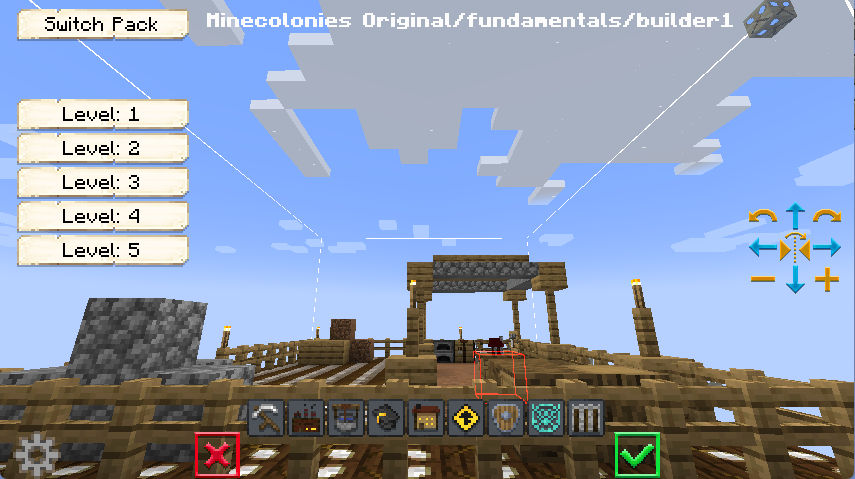 Switch Pack
Minecolonies Original/fundamentals/builder1
Level: 1
Level: 2
Level: 3
Level: 4
Level: 5